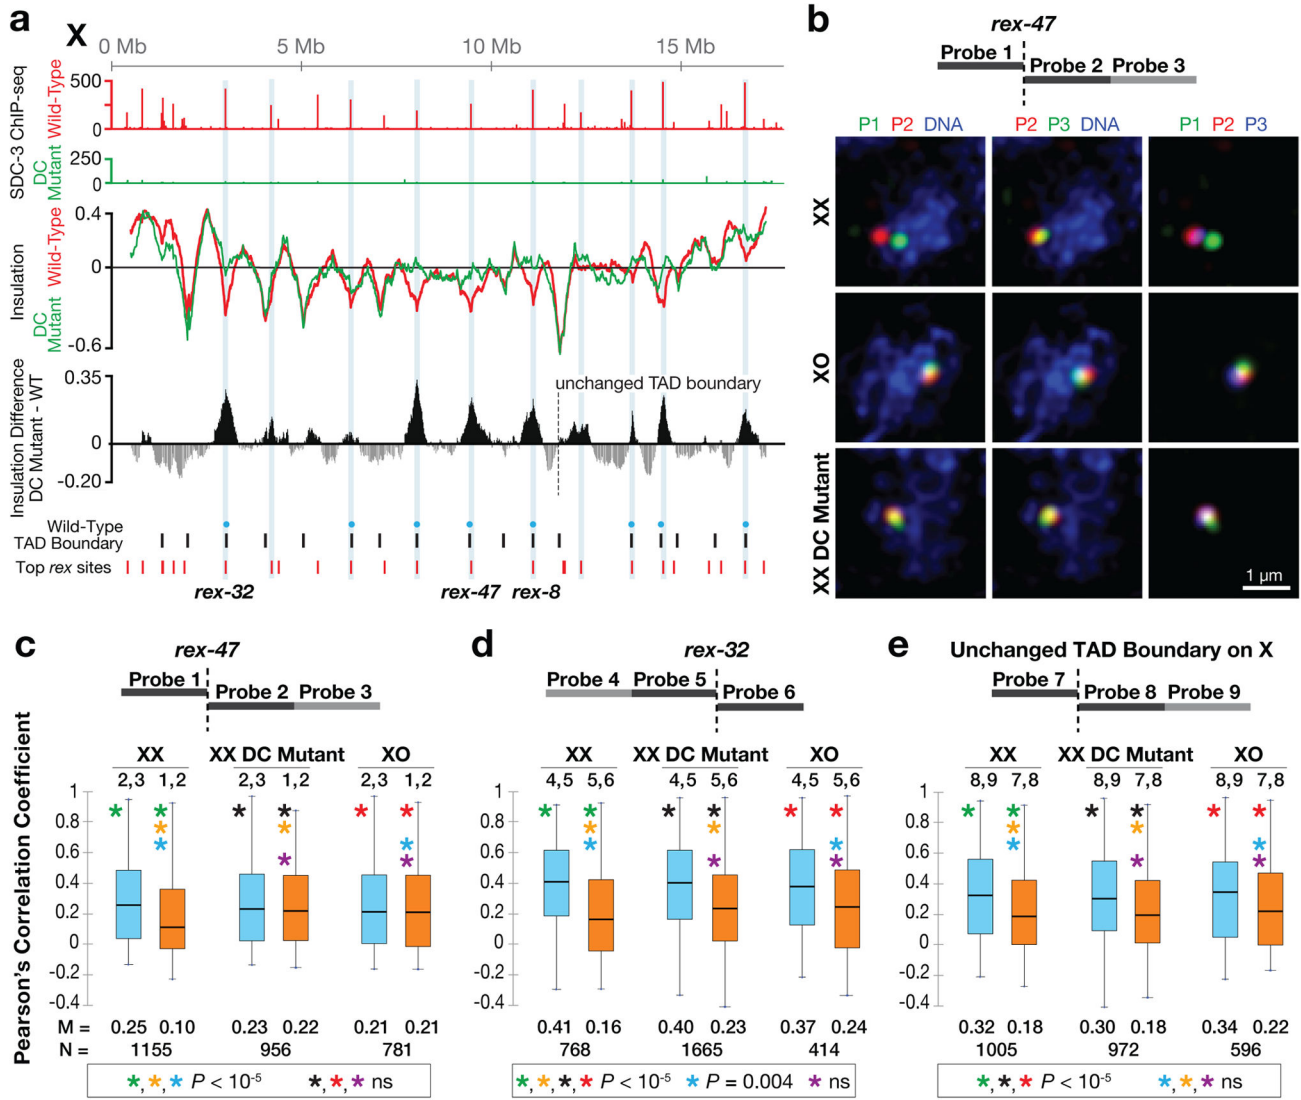 a
X
0 Mb 5 Mb 10 Mb 15 Mb
SDC-3 ChIP-seq
Wild-Type
500
0
DC Mutant
250
0
Insulation
Wild-Type
DC Mutant
0.4
0
-0.6
Insulation Difference
DC Mutant - WT
0.35
0
-0.20
unchanged TAD boundary
Wild-Type
TAD Boundary
Top rex sites
rex-32 rex-47 rex-8
b
rex-47
Probe 1
Probe 2 Probe 3
P1 P2 DNA P2 P3 DNA P1 P2 P3
XX
XO
XX DC Mutant
1 µm
c
rex-47
Probe 1
Probe 2 Probe 3
Pearson's Correlation Coefficient
XX XX DC Mutant XO
2,3 1,2 2,3 1,2 2,3 1,2
1
0.8
0.6
0.4
0.2
0
-0.2
-0.4
* * * * * *
* * *
* * *
M = 0.25 0.10 0.23 0.22 0.21 0.21
N = 1155 956 781
*, *, * P < 10-5 *, *, * ns
d
rex-32
Probe 4 Probe 5
Probe 6
XX XX DC Mutant XO
4,5 5,6 4,5 5,6 4,5 5,6
1
0.8
0.6
0.4
0.2
0
-0.2
-0.4
* * * * * *
* * *
* * *
0.41 0.16 0.40 0.23 0.37 0.24
768 1665 414
*, *, *, * P < 10-5 * P = 0.004 * ns
e
Unchanged TAD Boundary on X
Probe 7
Probe 8 Probe 9
XX XX DC Mutant XO
8,9 7,8 8,9 7,8 8,9 7,8
1
0.8
0.6
0.4
0.2
0
-0.2
-0.4
* * * * * *
* * *
* * *
0.32 0.18 0.30 0.18 0.34 0.22
1005 972 596
*, *, * P < 10-5 *, *, * ns